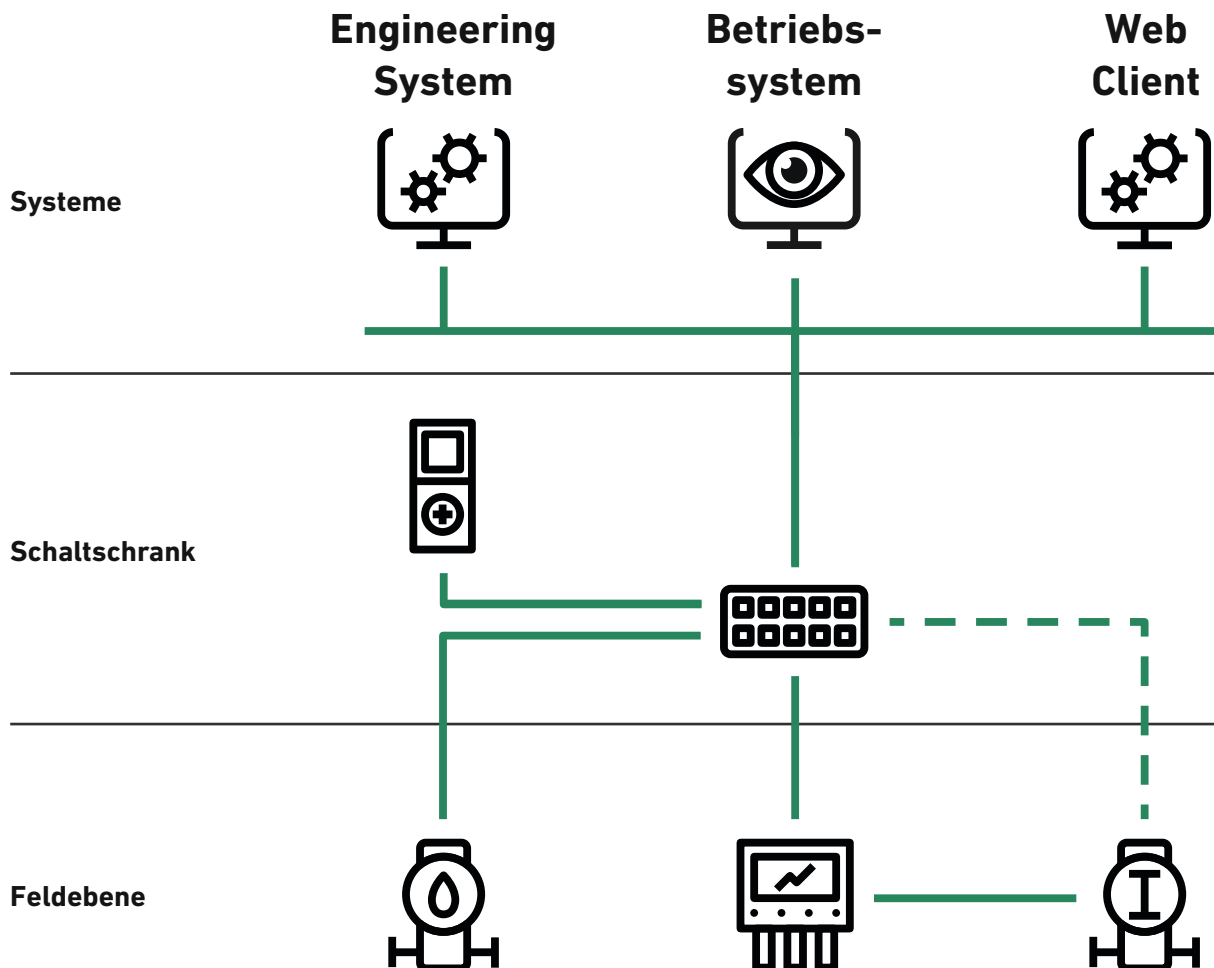 Engineering
System
Betriebs-
system
Web
Client
Systeme
Schaltschrank
Feldebene